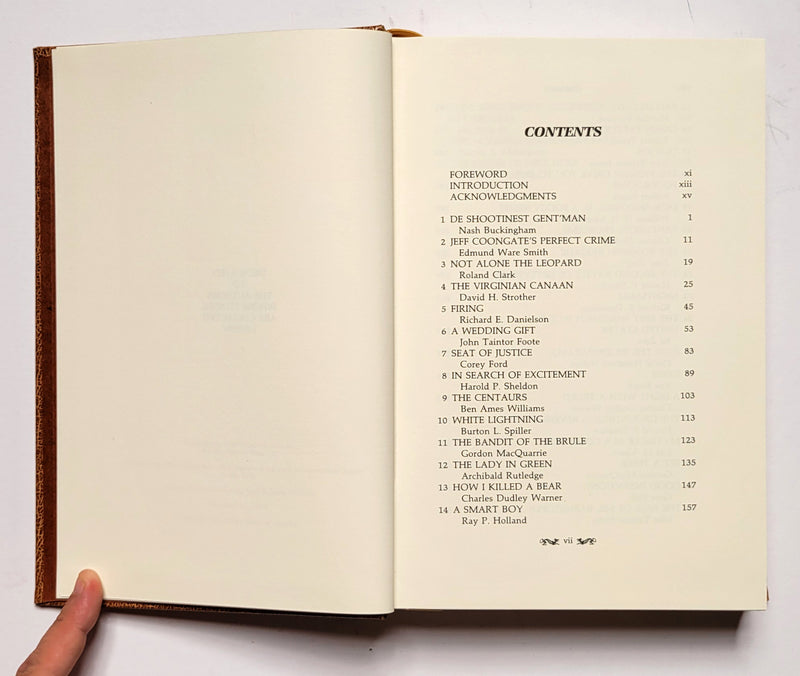 CONTENTS
FOREWORD xi
INTRODUCTION xiii
ACKNOWLEDGMENTS xv
1 DE SHOOTINEST GENT'MAN 1
Nash Buckingham
2 JEFF COONGATE'S PERFECT CRIME 11
Edmund Ware Smith
3 NOT ALONE THE LEOPARD 19
Roland Clark
4 THE VIRGINIAN CANAAN 25
David H. Strother
5 FIRING 45
Richard E. Danielson
6 A WEDDING GIFT 53
John Taintor Foote
7 SEAT OF JUSTICE 83
Corey Ford
8 IN SEARCH OF EXCITEMENT 89
Harold P. Sheldon
9 THE CENTAURS 103
Ben Ames Williams
10 WHITE LIGHTNING 113
Burton L. Spiller
11 THE BANDIT OF THE BRULE 123
Gordon MacQuarrie
12 THE LADY IN GREEN 135
Archibald Rutledge
13 HOW I KILLED A BEAR 147
Charles Dudley Warner
14 A SMART BOY 157
Ray P. Holland
vii